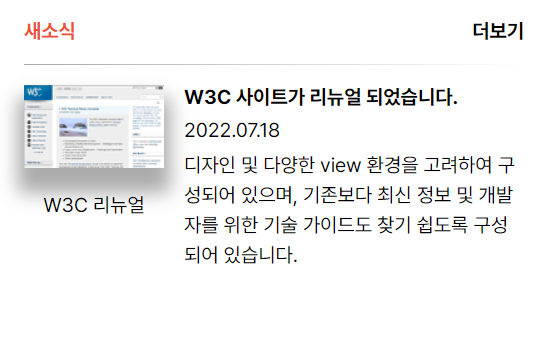 새소식
더보기
W3C
W3C 사이트가 리뉴얼 되었습니다.
2022.07.18
디자인 및 다양한 view 환경을 고려하여 구
성되어 있으며, 기존보다 최신 정보 및 개발
자를 위한 기술 가이드도 찾기 쉽도록 구성
되어 있습니다.
W3C 리뉴얼